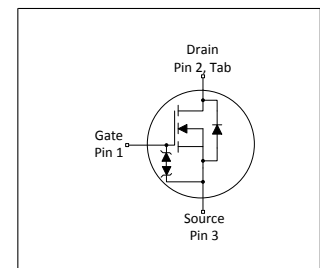 Drain
Pin 2, Tab
Gate
Pin 1
Source
Pin 3